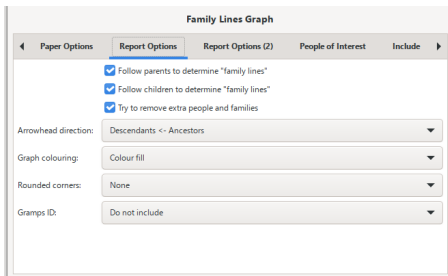 Family Lines Graph
Paper Options Report Options Report Options (2) People of Interest Include
Follow parents to determine "family lines"
Follow children to determine "family lines"
Try to remove extra people and families
Arrowhead direction: Descendants <- Ancestors
Graph colouring: Colour fill
Rounded corners: None
Gramps ID: Do not include